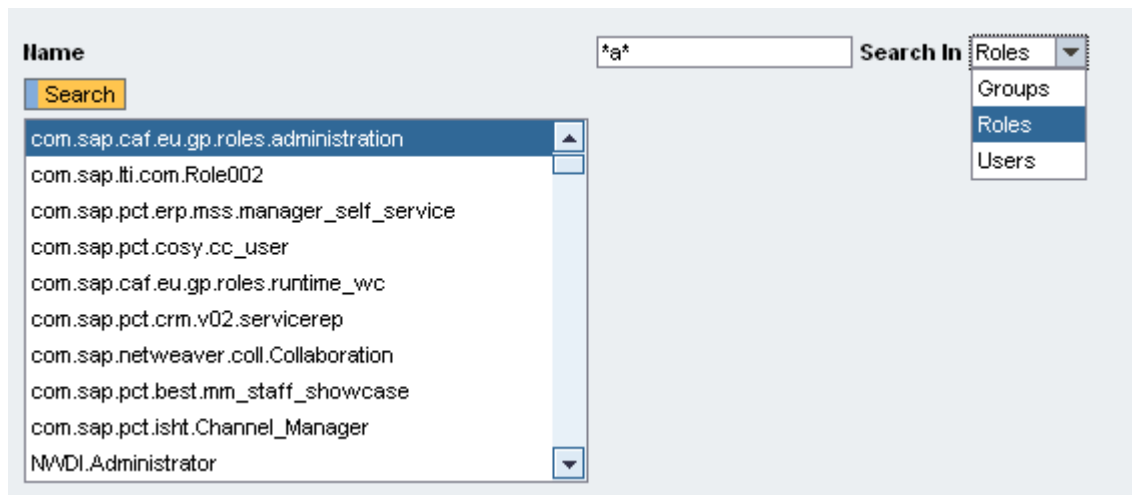 Name
*a*
Search In
Roles
Search
Groups
Roles
Users
com.sap.caf.eu.gp.roles.administration
com.sap.lti.com.Role002
com.sap.pct.erp.mss.manager_self_service
com.sap.pct.cosy.cc_user
com.sap.caf.eu.gp.roles.runtime_wc
com.sap.pct.crm.v02.servicerep
com.sap.netweaver.coll.Collaboration
com.sap.pct.best.mm_staff_showcase
com.sap.pct.isht.Channel_Manager
NWDI.Administrator